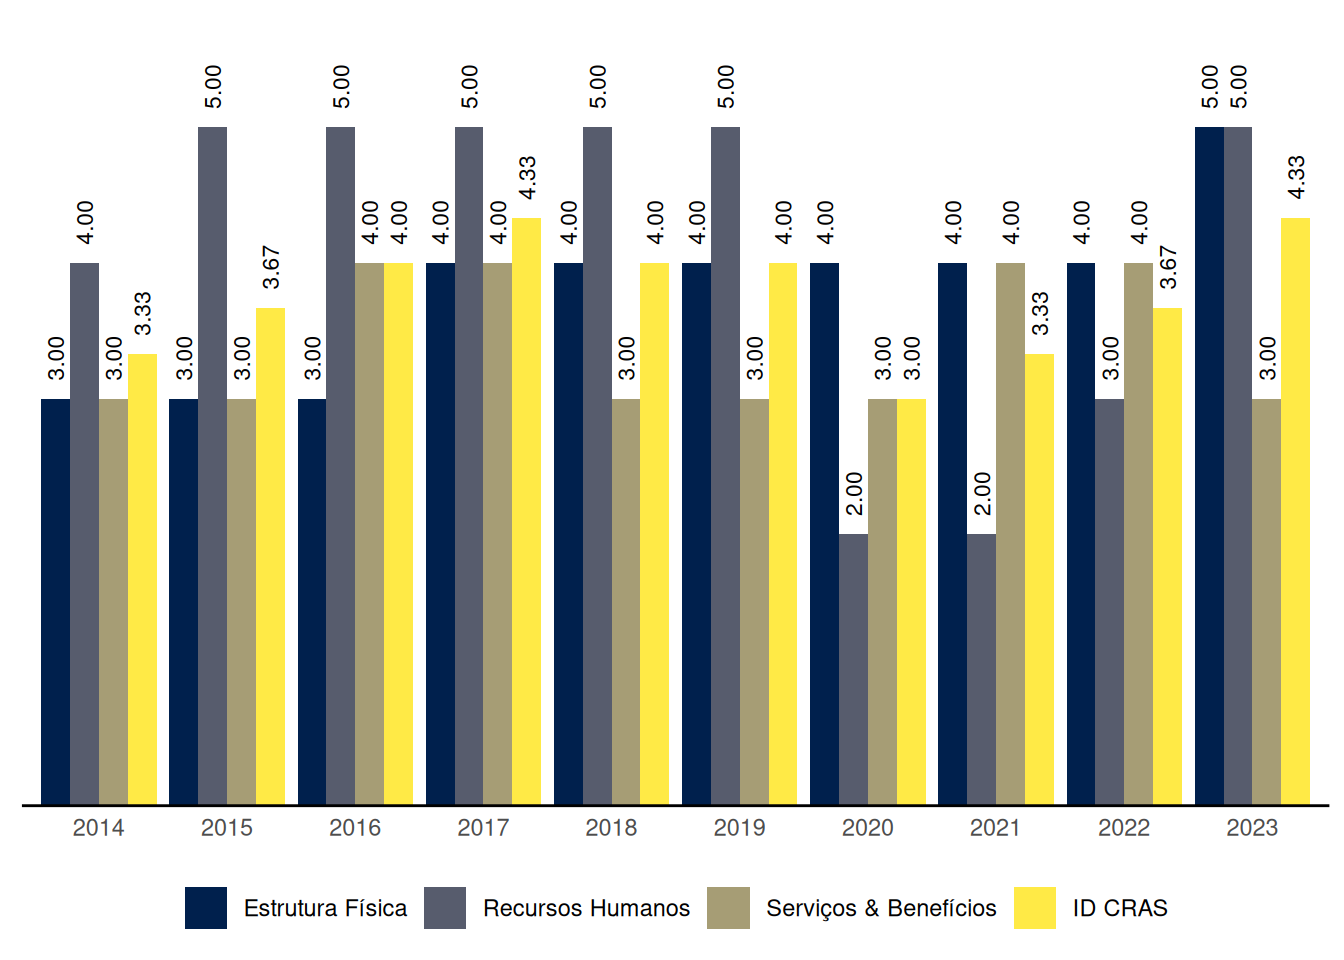 3.00 4.00 3.00 3.33
3.00 5.00 3.00 3.67
3.00 5.00 4.00 4.00
4.00 5.00 4.00 4.33
4.00 5.00 3.00 4.00
4.00 5.00 3.00 4.00
4.00 2.00 3.00 3.00
4.00 2.00 4.00 3.33
4.00 3.00 4.00 3.67
5.00 5.00 3.00 4.33
2014 2015 2016 2017 2018 2019 2020 2021 2022 2023
Estrutura Física Recursos Humanos Serviços & Benefícios ID CRAS